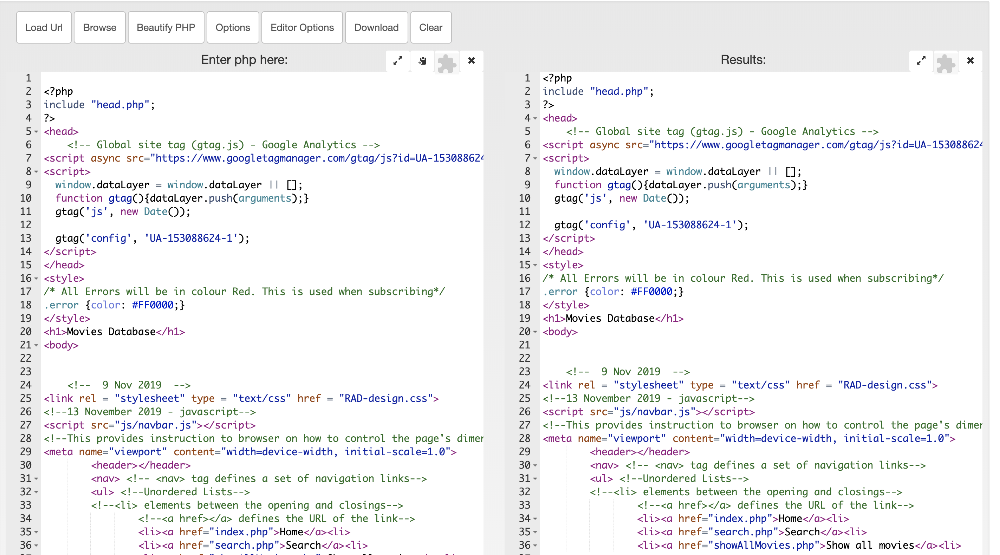 Load Url Browse Beautify PHP Options Editor Options Download Clear
Enter php here:
1
2 <?php
3 include "head.php";
4 ?>
5 <head>
6     <!-- Global site tag (gtag.js) - Google Analytics -->
7 <script async src="https://www.googletagmanager.com/gtag/js?id=UA-153088624
8 <script>
9   window.dataLayer = window.dataLayer || [];
10   function gtag(){dataLayer.push(arguments);}
11   gtag('js', new Date());
12
13   gtag('config', 'UA-153088624-1');
14 </script>
15 </head>
16 <style>
17 /* All Errors will be in colour Red. This is used when subscribing*/
18 .error {color: #FF0000;}
19 </style>
20 <h1>Movies Database</h1>
21 <body>
22
23
24     <!--  9 Nov 2019  -->
25 <link rel = "stylesheet" type = "text/css" href = "RAD-design.css">
26 <!--13 November 2019 - javascript-->
27 <script src="js/navbar.js"></script>
28 <!--This provides instruction to browser on how to control the page's dimen
29 <meta name="viewport" content="width=device-width, initial-scale=1.0">
30         <header></header>
31         <nav> <!-- <nav> tag defines a set of navigation links-->
32         <ul> <!--Unordered Lists-->
33         <!--<li> elements between the opening and closings-->
34                 <!--<a href></a> defines the URL of the link-->
35                 <li><a href="index.php">Home</a><li>
36                 <li><a href="search.php">Search</a><li>
Results:
1 <?php
2 include "head.php";
3 ?>
4 <head>
5     <!-- Global site tag (gtag.js) - Google Analytics -->
6 <script async src="https://www.googletagmanager.com/gtag/js?id=UA-153088624
7 <script>
8   window.dataLayer = window.dataLayer || [];
9   function gtag(){dataLayer.push(arguments);}
10   gtag('js', new Date());
11
12   gtag('config', 'UA-153088624-1');
13 </script>
14 </head>
15 <style>
16 /* All Errors will be in colour Red. This is used when subscribing*/
17 .error {color: #FF0000;}
18 </style>
19 <h1>Movies Database</h1>
20 <body>
21
22
23     <!--  9 Nov 2019  -->
24 <link rel = "stylesheet" type = "text/css" href = "RAD-design.css">
25 <!--13 November 2019 - javascript-->
26 <script src="js/navbar.js"></script>
27 <!--This provides instruction to browser on how to control the page's dimen
28 <meta name="viewport" content="width=device-width, initial-scale=1.0">
29         <header></header>
30         <nav> <!-- <nav> tag defines a set of navigation links-->
31         <ul> <!--Unordered Lists-->
32         <!--<li> elements between the opening and closings-->
33                 <!--<a href></a> defines the URL of the link-->
34                 <li><a href="index.php">Home</a><li>
35                 <li><a href="search.php">Search</a><li>
36                 <li><a href="showAllMovies.php">Show all movies</a><li>